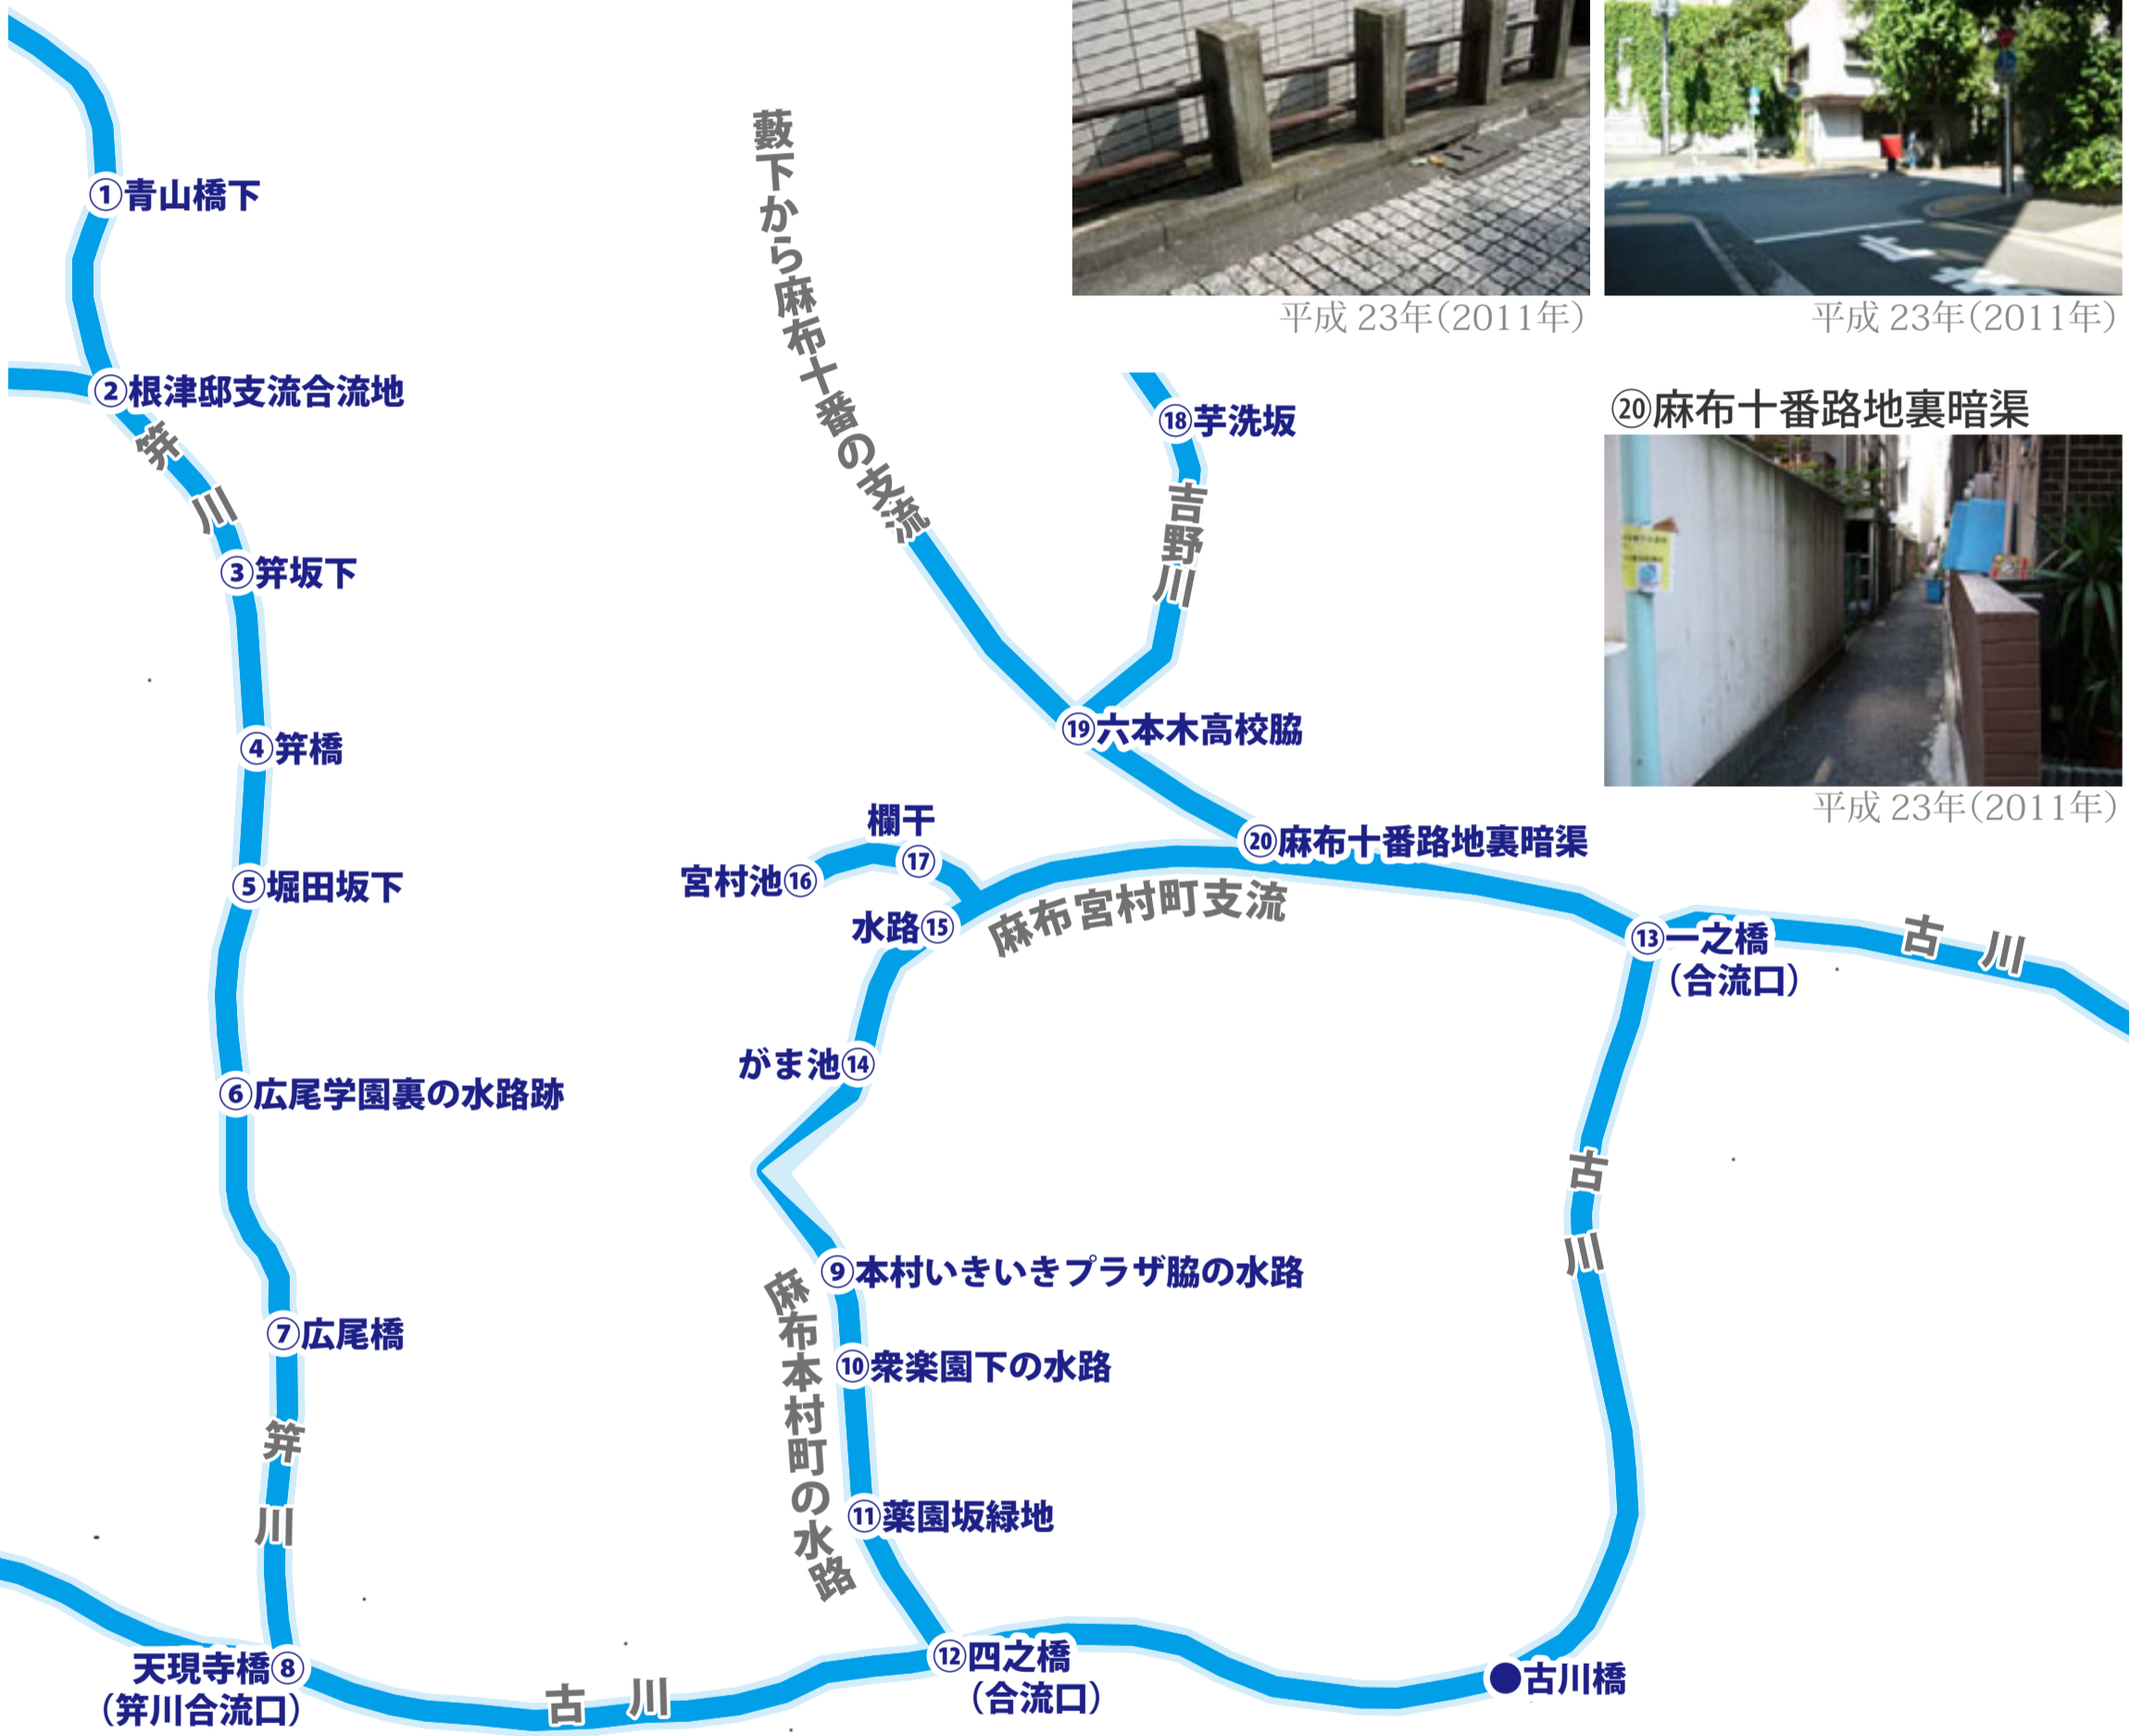 平成 23年(2011年)
平成 23年(2011年)
⑳麻布十番路地裏暗渠
平成 23年(2011年)
①青山橋下
②根津邸支流合流地
笄川
③笄坂下
④笄橋
⑤堀田坂下
⑥広尾学園裏の水路跡
⑦広尾橋
笄川
天現寺橋⑧
(笄川合流口)
古川
藪下から麻布十番の支流
⑱芋洗坂
吉野川
⑲六本木高校脇
⑳麻布十番路地裏暗渠
欄干
⑰
宮村池⑯
水路⑮
麻布宮村町支流
がま池⑭
⑬一之橋
(合流口)
古川
古川
⑨本村いきいきプラザ脇の水路
⑩衆楽園下の水路
麻布本村町の水路
⑪薬園坂緑地
⑫四之橋
(合流口)
古川橋